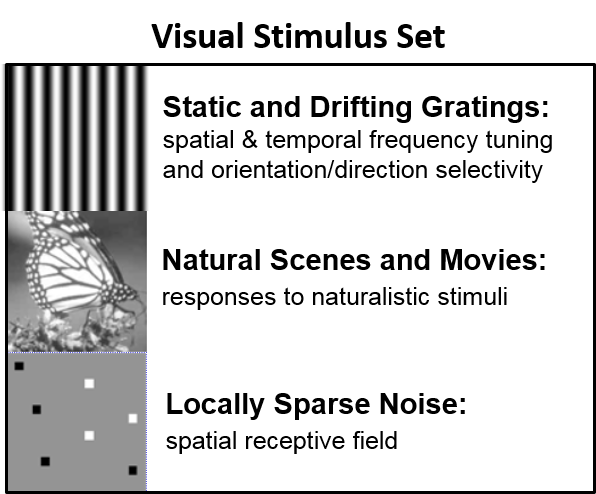 Visual Stimulus Set
Static and Drifting Gratings:
spatial & temporal frequency tuning
and orientation/direction selectivity
Natural Scenes and Movies:
responses to naturalistic stimuli
Locally Sparse Noise:
spatial receptive field